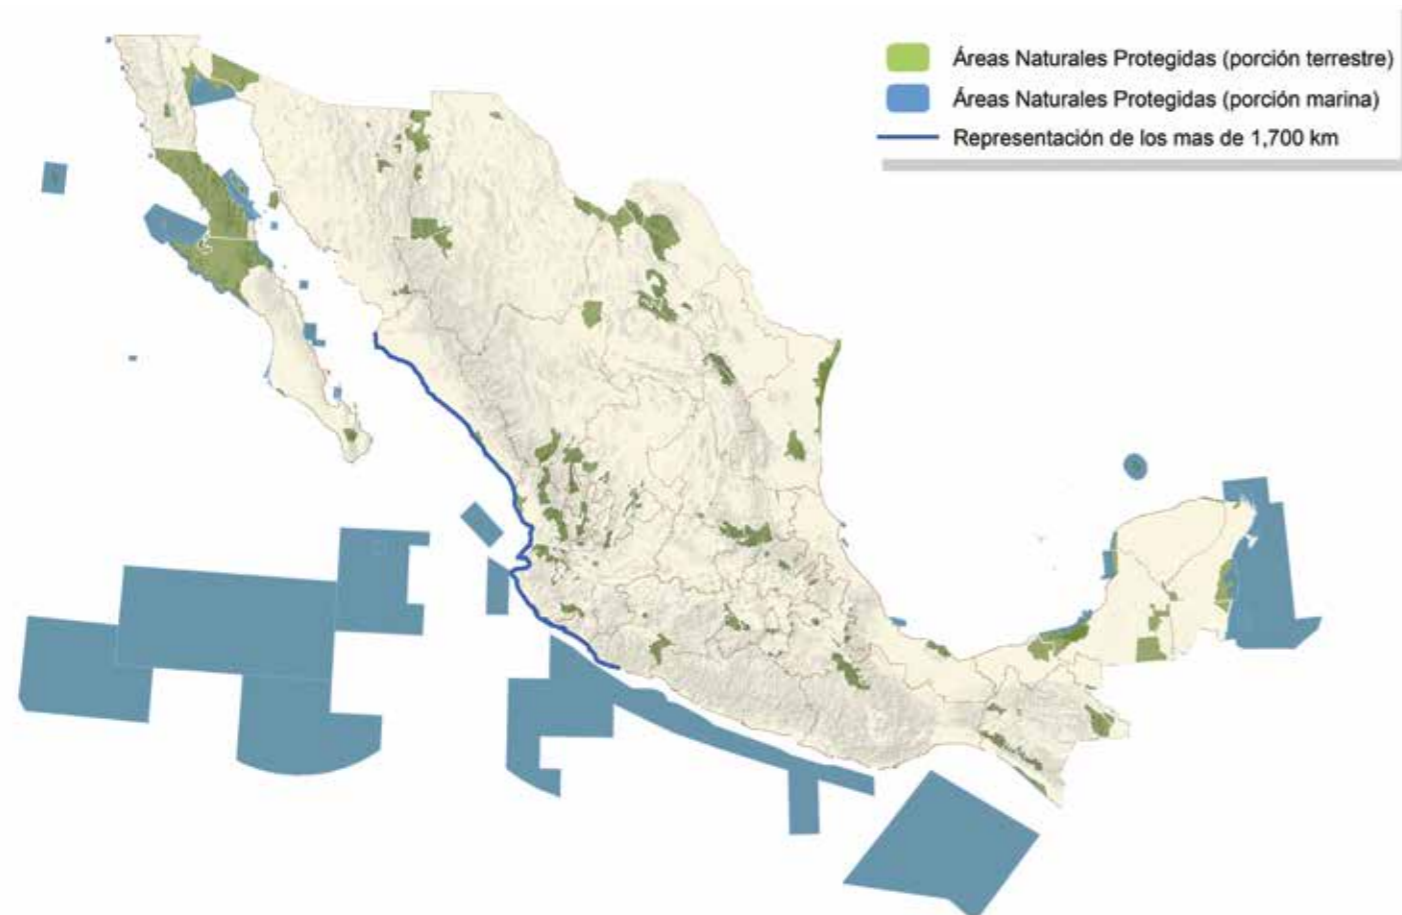 Áreas Naturales Protegidas (porción terrestre)
Áreas Naturales Protegidas (porción marina)
Representación de los mas de 1,700 km